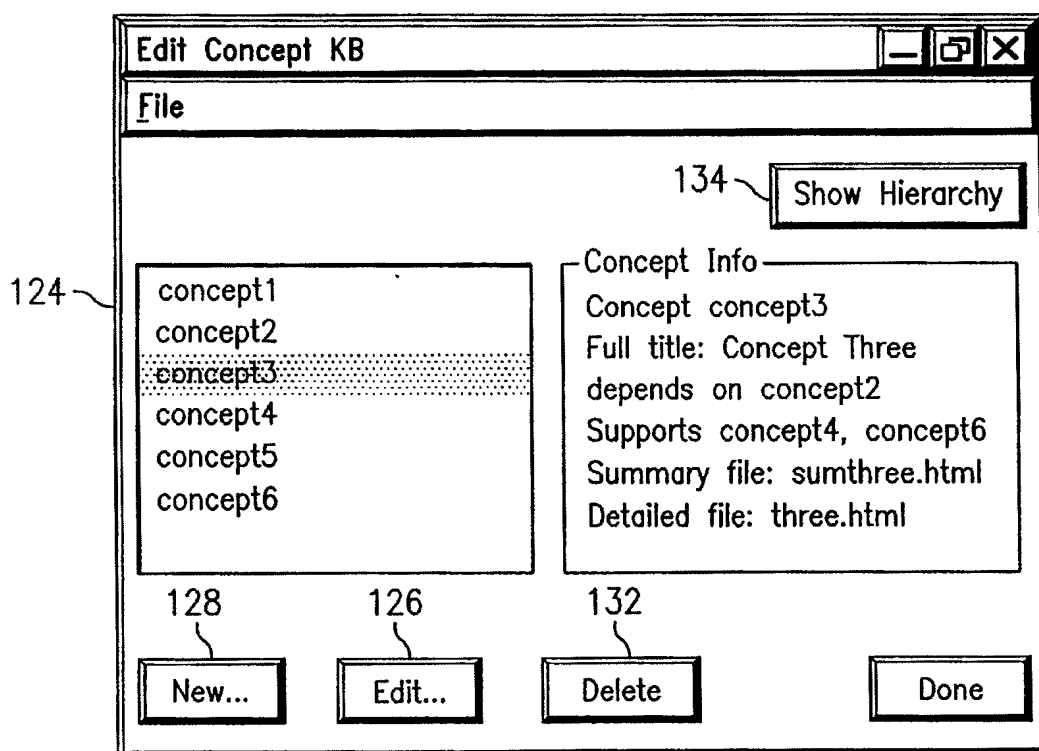 Edit Concept KB
File
134
Show Hierarchy
124
concept1
concept2
concept3
concept4
concept5
concept6
Concept Info
Concept concept3
Full title: Concept Three
depends on concept2
Supports concept4, concept6
Summary file: sumthree.html
Detailed file: three.html
128 126 132
New... Edit... Delete Done